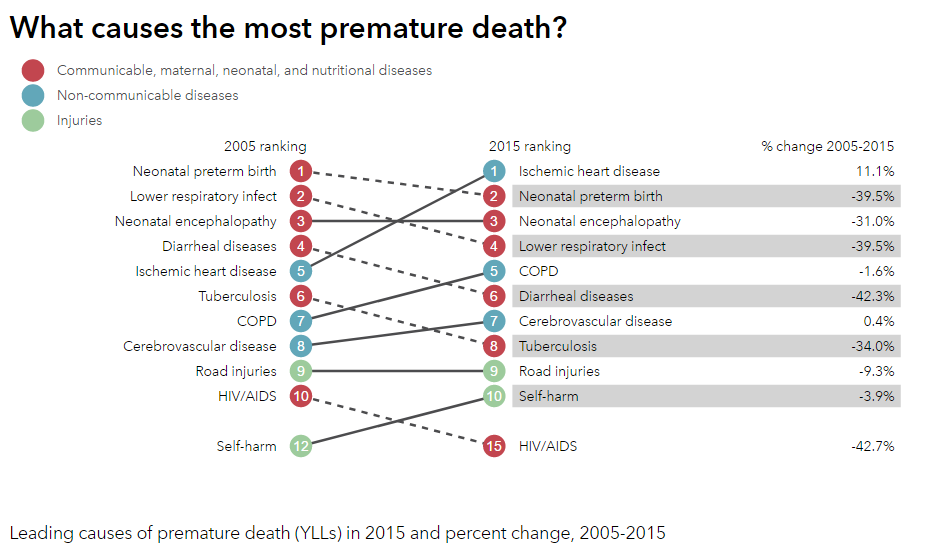 What causes the most premature death?
Communicable, maternal, neonatal, and nutritional diseases
Non-communicable diseases
Injuries
2005 ranking 2015 ranking % change 2005-2015
Neonatal preterm birth 1 1 Ischemic heart disease 11.1%
Lower respiratory infect 2 2 Neonatal preterm birth -39.5%
Neonatal encephalopathy 3 3 Neonatal encephalopathy -31.0%
Diarrheal diseases 4 4 Lower respiratory infect -39.5%
Ischemic heart disease 5 5 COPD -1.6%
Tuberculosis 6 6 Diarrheal diseases -42.3%
COPD 7 7 Cerebrovascular disease 0.4%
Cerebrovascular disease 8 8 Tuberculosis -34.0%
Road injuries 9 9 Road injuries -9.3%
HIV/AIDS 10 10 Self-harm -3.9%
Self-harm 12 15 HIV/AIDS -42.7%
Leading causes of premature death (YLLs) in 2015 and percent change, 2005-2015